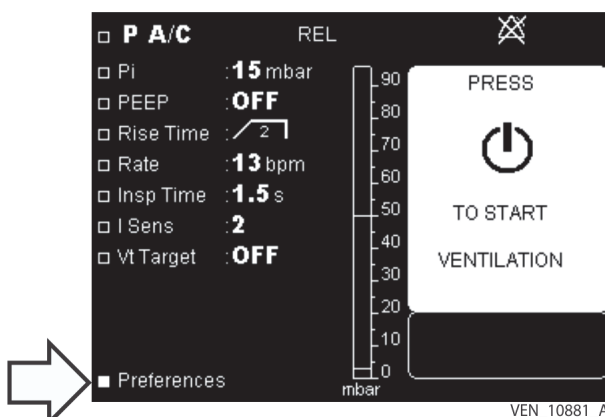 P A/C REL
Pi :15 mbar
PEEP :OFF
Rise Time : 2
Rate :13 bpm
Insp Time :1.5 s
I Sens :2
Vt Target :OFF
Preferences
90
80
70
60
50
40
30
20
10
0
mbar
PRESS
TO START
VENTILATION
VEN_10881_A